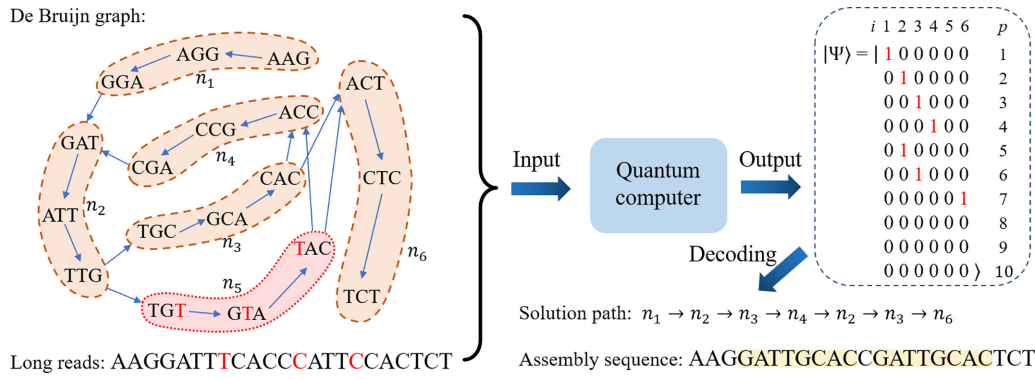 De Bruijn graph:
AGG
AAG
GGA
n₁
ACT
ACC
CCG
GAT
n₄
CGA
CAC
CTC
ATT
n₂
GCA
TGC
n₃
TAC
n₆
TTG
n₅
TGT
GTA
TCT
Long reads: AAGGATTTCACCCATTCCACTCT
Input
Quantum
computer
Output
Decoding
i 1 2 3 4 5 6 p
|Ψ⟩ = | 1 0 0 0 0 0 1
0 1 0 0 0 0 2
0 0 1 0 0 0 3
0 0 0 1 0 0 4
0 1 0 0 0 0 5
0 0 1 0 0 0 6
0 0 0 0 0 1 7
0 0 0 0 0 0 8
0 0 0 0 0 0 9
0 0 0 0 0 0 ⟩ 10
Solution path: n₁ → n₂ → n₃ → n₄ → n₂ → n₃ → n₆
Assembly sequence: AAGGATTGCACCGATTGCACTCT